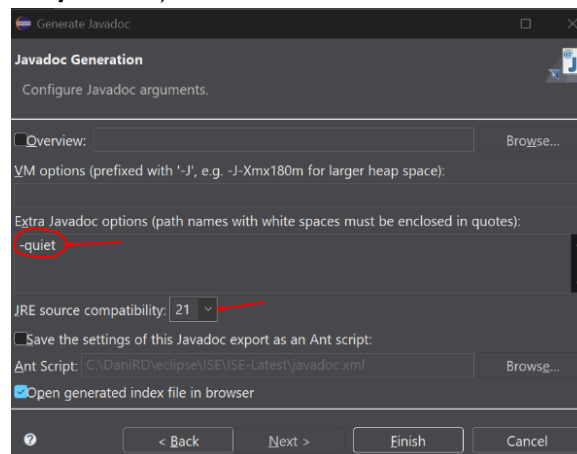 Generate Javadoc
Javadoc Generation
Configure Javadoc arguments.
Overview:
Browse...
VM options (prefixed with '-J', e.g. -J-Xmx180m for larger heap space):
Extra Javadoc options (path names with white spaces must be enclosed in quotes):
-quiet
JRE source compatibility: 21
Save the settings of this Javadoc export as an Ant script:
Ant Script: C:\DaniRD\eclipse\ISE\ISE-Latest\javadoc.xml
Browse...
Open generated index file in browser
< Back Next > Finish Cancel